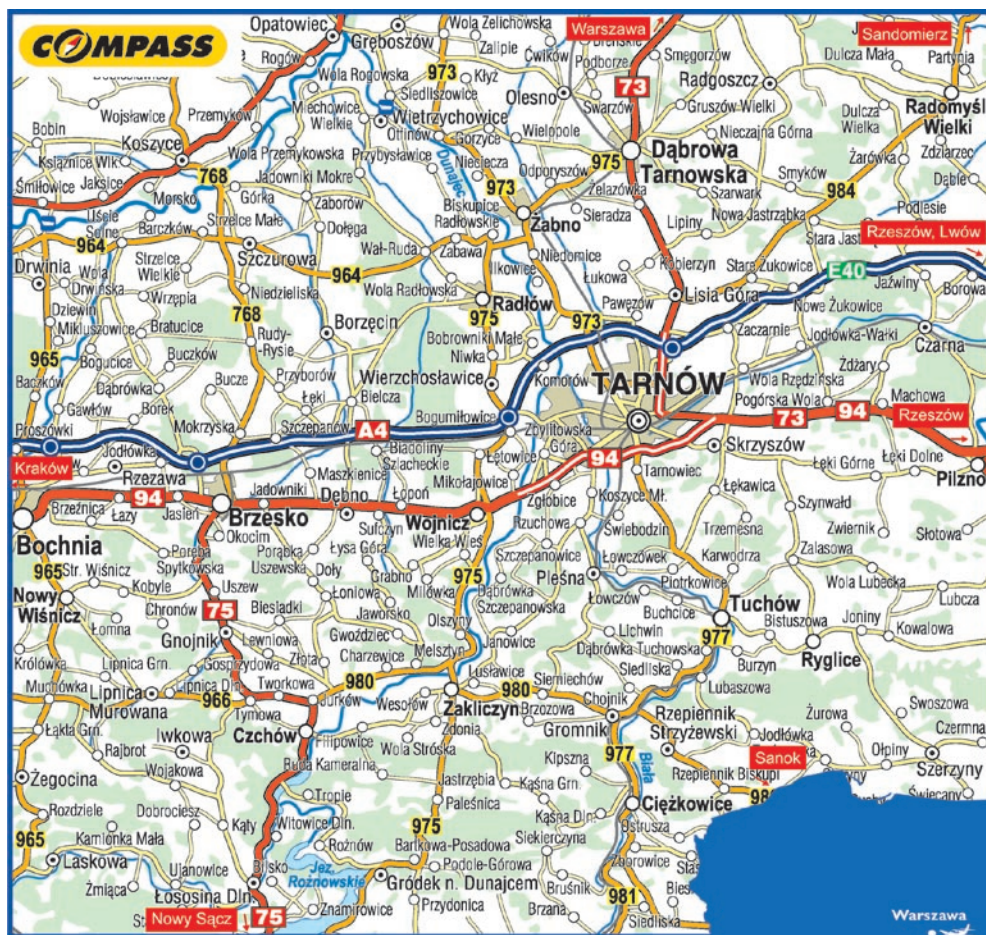 COMPASS
Opatowiec
Gręboszów
Wola Żelichowska
Zalipie
Ćwików
Warszawa
Smęgorzów
Sandomierz
Rogów
Wola Rogowska
973
Kłyż
Podborze
Dulcza Mała
Partynia
Siedliszowice
Olesno
73
Radgoszcz
Wojsławice
Przemyków
Miechowice
Wielkie
Wietrzychowice
Swarzów
Gruszów Wielki
Radomyśl
Wielki
Bobin
Koszyce
Otfinów
Gorzyce
Wielopole
Nieczajna Górna
Dulcza
Wielka
Książnice Wlk.
Wola Przemykowska
Przybysławice
Nieciecza
975
Dąbrowa
Tarnowska
Żarówka
Zdziarzec
768
Dunajec
Odporyszów
Śmiłowice
Jaksice
Jadowniki Mokre
973
Żelazówka
Smyków
Dąbie
Morsko
Górka
Zaborów
Biskupice
Radłowskie
Szarwark
984
Uście
Solne
Strzelce Małe
Żabno
Sieradza
Nowa Jastrząbka
Podlesie
Barczków
Dołęga
Lipiny
964
Szczurowa
Wał-Ruda
Zabawa
Niedomice
Rzeszów, Lwów
Drwinia
Wola
Drwińska
Strzelce
Wielkie
964
Ilkowice
Łukowa
Kobierzyn
Stare Żukowice
E40
Niedzieliska
Wola Radłowska
Radłów
Pawęzów
Lisia Góra
Jaźwiny
Borowa
Wrzępia
Dziewin
Mikluszowice
768
Borzęcin
975
973
Nowe Żukowice
Bratucice
Rudy-
-Rysie
Bobrowniki Małe
Zaczarnie
Jodłówka-Wałki
965
Bogucice
Buczków
Niwka
Czarna
Baczków
Dąbrówka
Bucze
Przyborów
Wierzchosławice
Komorów
TARNÓW
Wola Rzędzińska
Żdżary
Gawłów
Borek
Łęki
Bielcza
Pogórska Wola
Machowa
Proszówki
Mokrzyska
Szczepanów
A4
Bogumiłowice
73
94
Rzeszów
Jodłówka
Biadoliny
Szlacheckie
Zbylitowska
Góra
94
Skrzyszów
Kraków
Rzezawa
Maszkienice
Łętowice
Tarnowiec
Łęki Górne
Łęki Dolne
Pilzno
94
Jadowniki
Dębno
Łopoń
Mikołajowice
Brzeźnica
Łazy
Jasień
Brzesko
Zgłobice
Koszyce Mł.
Łękawica
Szynwałd
Bochnia
Okocim
Sufczyn
Wojnicz
Rzuchowa
Świebodzin
Trzemesna
Zwiernik
Słotowa
Poręba
Spytkowska
Porąbka
Uszewska
Łysa Góra
Wielka Wieś
Szczepanowice
Łowczówek
Karwodrza
Zalasowa
965
Str. Wiśnicz
Doły
Grabno
975
Pleśna
Nowy
Wiśnicz
Kobyle
Uszew
Łoniowa
Milówka
Dąbrówka
Szczepanowska
Piotrkowice
Wola Lubecka
Chronów
75
Biesiadki
Jaworsko
Łowczów
Buchcice
Tuchów
Lubcza
Łomna
Gnojnik
Lewniowa
Gwoździec
Olszyny
Janowice
Lichwin
977
Bistuszowa
Joniny
Kowalowa
Królówka
Lipnica Grn.
Gosprzydowa
Złota
Charzewice
Melsztyn
Dąbrówka Tuchowska
Burzyn
Ryglice
Muchówka
Lipnica
Murowana
Lipnica Dln.
Tworkowa
980
Lusławice
Siemiechów
Siedliska
Lubaszowa
966
Jurków
Wesołów
Zakliczyn
980
Chojnik
Łąkta Grn.
Tymowa
Brzozowa
Gromnik
Rzepiennik
Strzyżewski
Żurowa
Swoszowa
Rajbrot
Iwkowa
Czchów
Filipowice
Wola Stróska
Zdonia
Jodłówka
Czermna
Żegocina
Wojakowa
Ruda Kameralna
Jastrzębia
Kipszna
977
Biała
Sanok
Ołpiny
Szerzyny
Kąśna Grn.
Rzepiennik Biskupi
Rozdziele
Dobrociesz
Tropie
Paleśnica
Kąśna Dln.
Ciężkowice
Święcany
Kamionka Mała
Kąty
Witowice Dln.
975
Siekierczyna
Ostrusza
965
Laskowa
Rożnów
Bartkowa-Posadowa
Zborowice
Ujanowice
Bilsko
Jez.
Rożnowskie
Podole-Górowa
Żmiąca
Łososina Dln.
Gródek n. Dunajcem
Bruśnik
981
Nowy Sącz
75
Znamirowice
Przydonica
Brzana
Siedliska
Warszawa